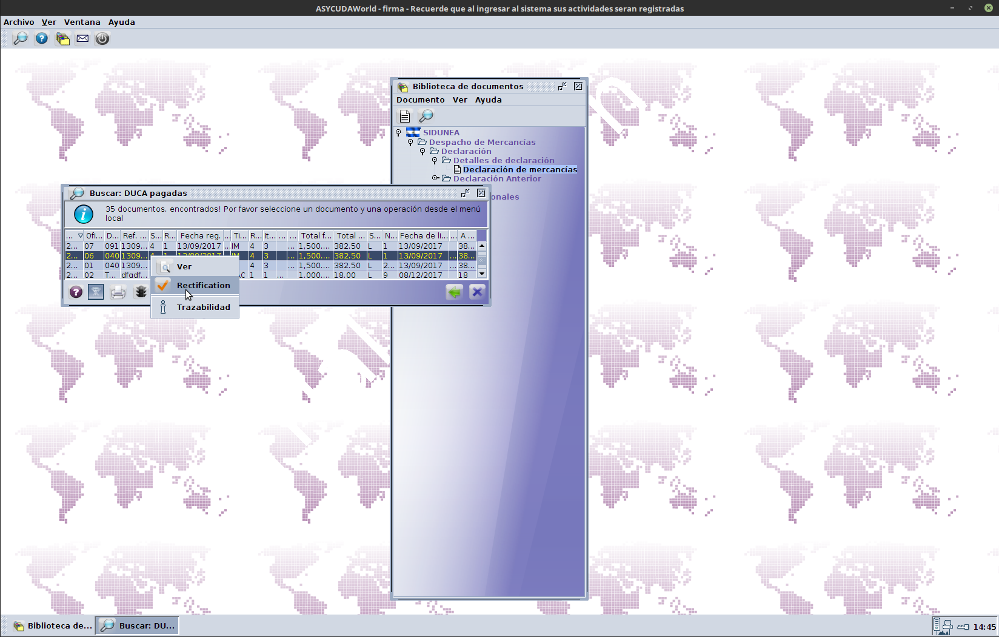 ASYCUDAWorld - firma - Recuerde que al ingresar al sistema sus actividades seran registradas
Archivo Ver Ventana Ayuda
Biblioteca de documentos
Documento Ver Ayuda
SIDUNEA
Despacho de Mercancías
Declaración
Detalles de declaración
Declaración de mercancías
Declaración Anterior
onales
Buscar: DUCA pagadas
35 documentos. encontrados! Por favor seleccione un documento y una operación desde el menú
local
... Ofi... D... Ref. ... S... R... Fecha reg. ... Ti... R... It... ... ... Total f... Total ... S... N... Fecha de li... ... A ...
2... 07 091 1309... 4 1 13/09/2017 ... IM 4 3 ... 1,500.... 382.50 L 1 13/09/2017 38...
2... 06 040 1309... 4 1 13/09/2017 IM 4 3 ... 1,500.... 382.50 L 1 13/09/2017 ... 38...
2... 01 040 1309... 4 3 ... 1,500.... 382.50 L 2... 13/09/2017 ... 38...
2... 02 T... dfgdf... AC 1 1 ... 1,000.... 18.00 L 9 08/12/2017 ... 18
Ver
Rectification
Trazabilidad
Biblioteca de...
Buscar: DU...
14:45